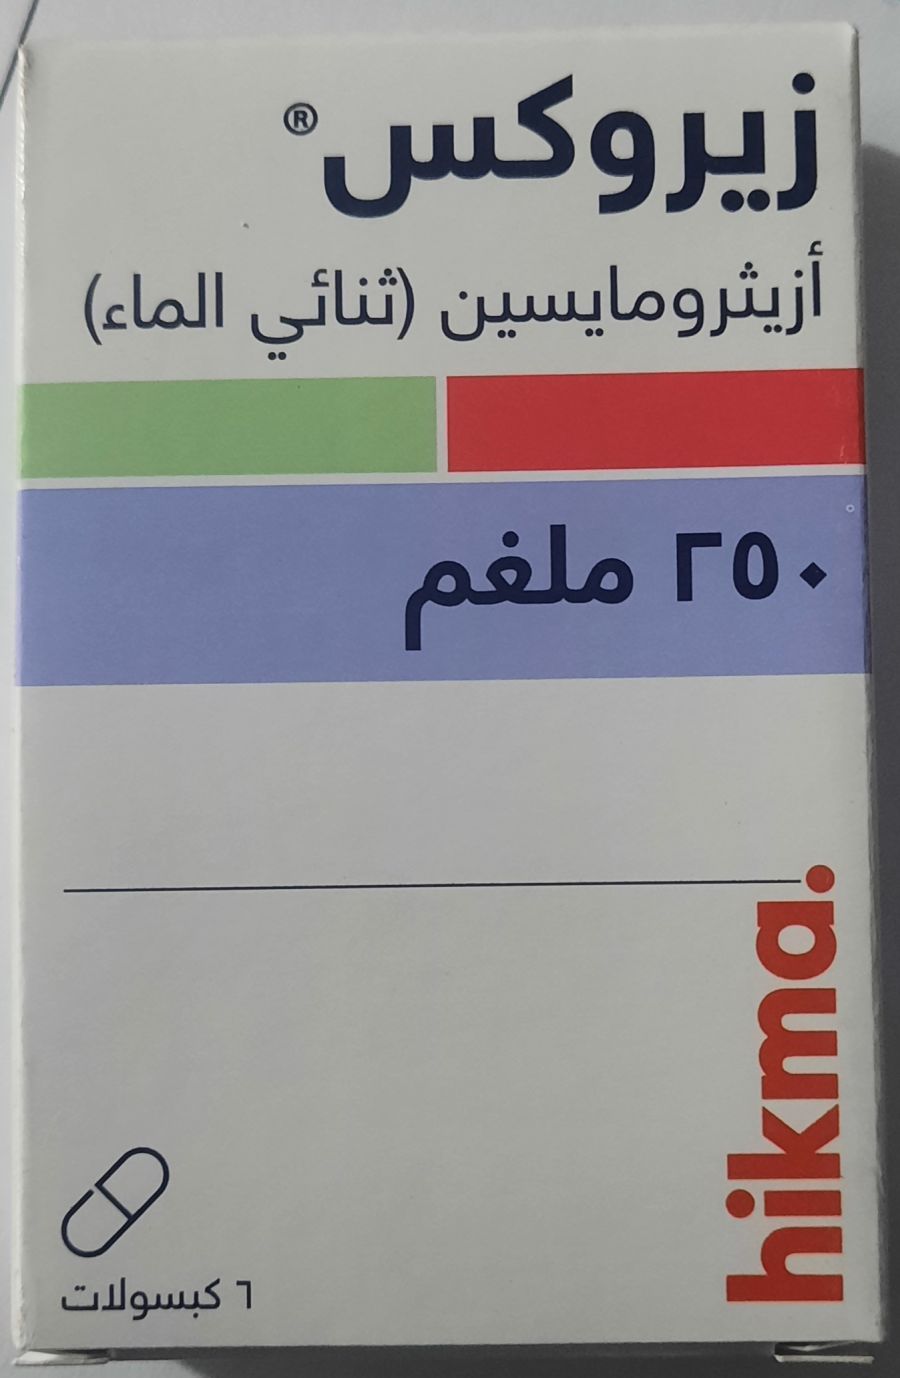 زيروكس®
أزيثرومايسين (ثنائي الماء)
٢٥٠ ملغم
hikma.
٦ كبسولات